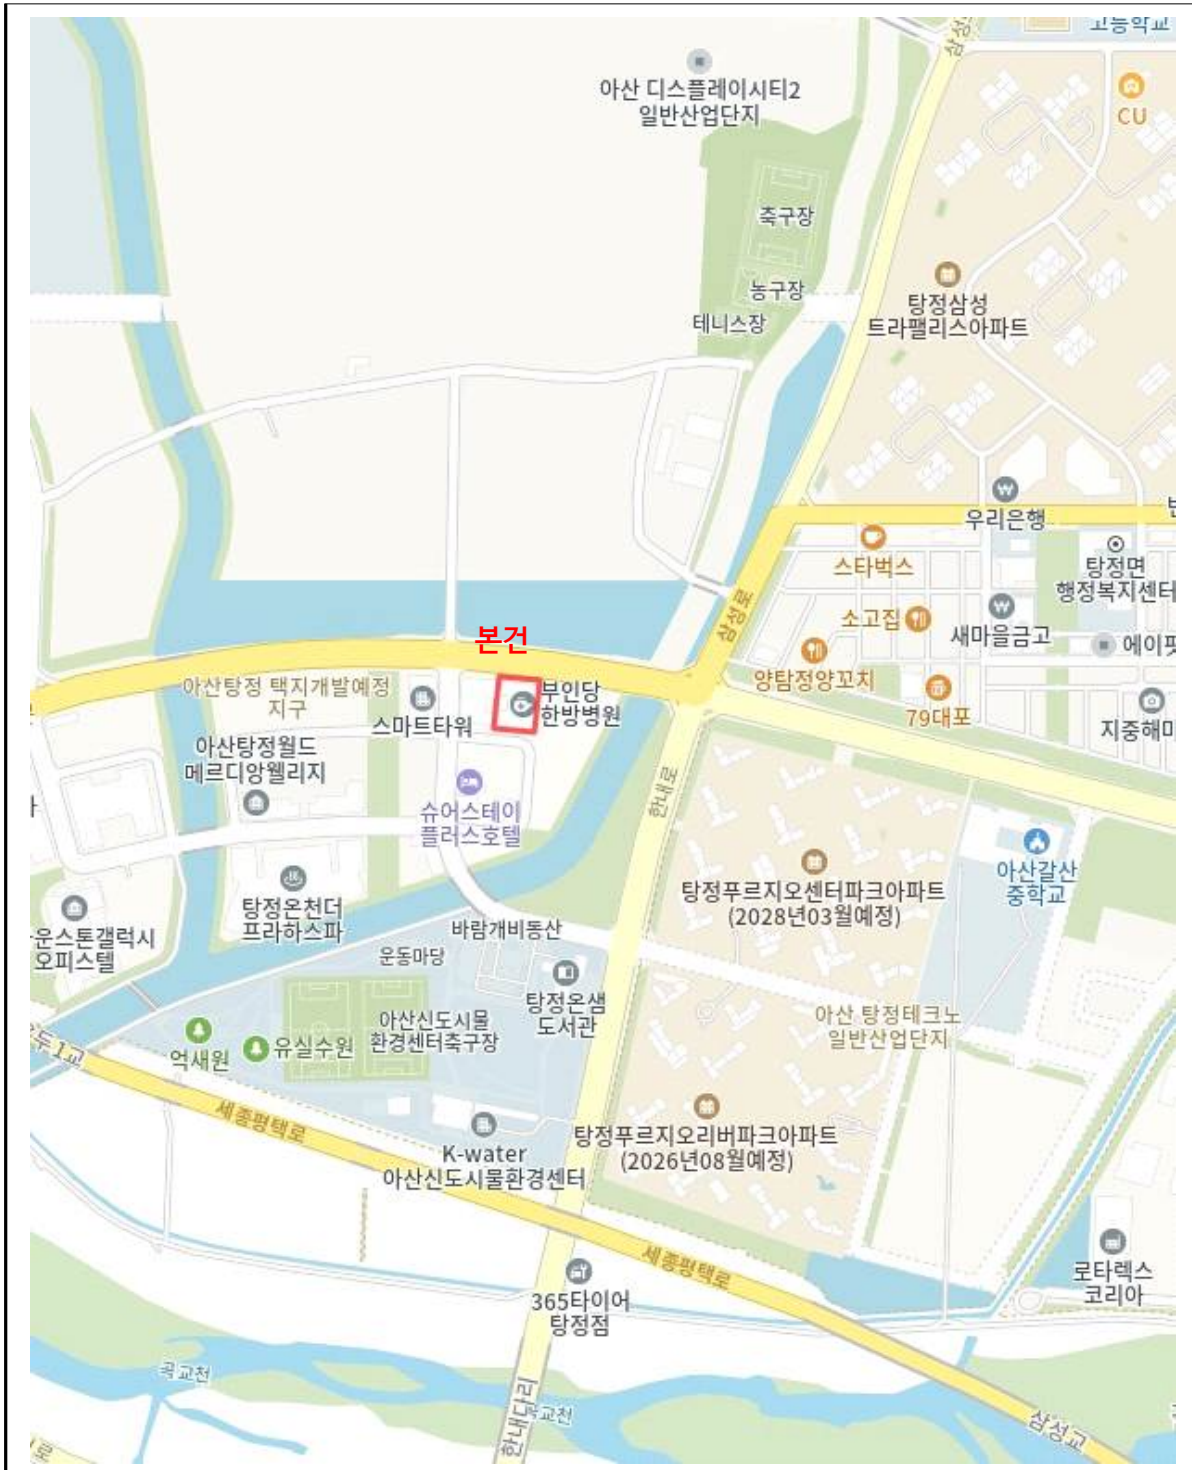 고등학교
삼성로
아산 디스플레이시티2
일반산업단지
CU
축구장
농구장
테니스장
탕정삼성
트라팰리스아파트
우리은행
스타벅스
탕정면
행정복지센터
삼성로
소고집
새마을금고
에이핏
본건
양탐정양꼬치
79대포
지중해마
아산탕정 택지개발예정
지구
스마트타워
부인당
한방병원
아산탕정월드
메르디앙웰리지
슈어스테이
플러스호텔
한내로
탕정푸르지오센터파크아파트
(2028년03월예정)
아산갈산
중학교
탕정온천더
프라하스파
운스톤갤럭시
오피스텔
바람개비동산
운동마당
탕정온샘
도서관
아산신도시물
환경센터축구장
아산 탕정테크노
일반산업단지
억새원
유실수원
두1교
세종평택로
K-water
아산신도시물환경센터
탕정푸르지오리버파크아파트
(2026년08월예정)
세종평택로
로타렉스
코리아
365타이어
탕정점
곡교천
곡교천
한내다리
삼성교
로